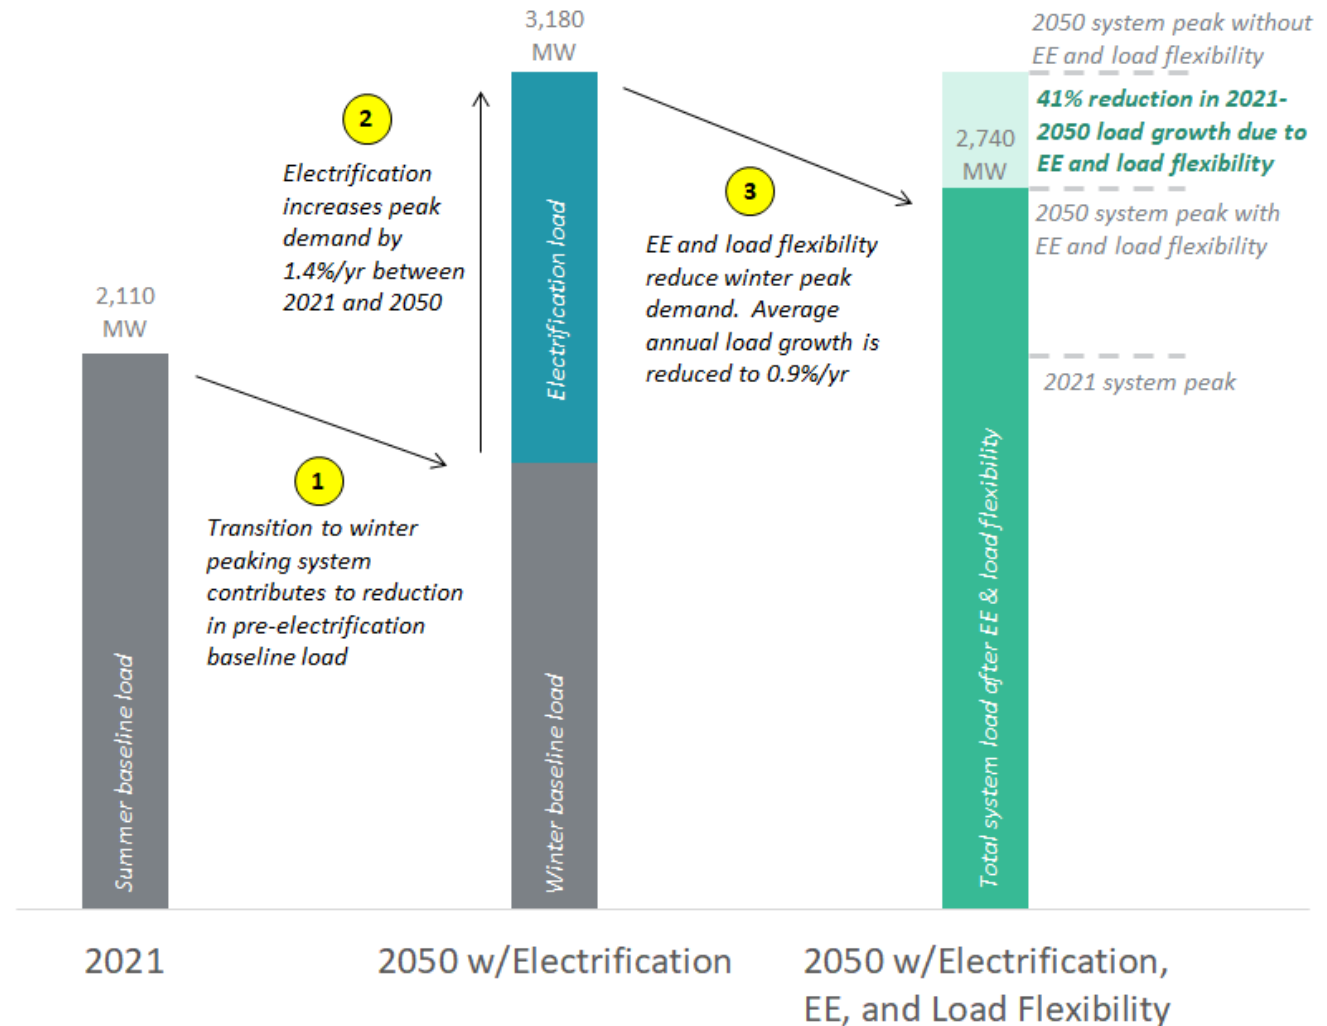 2,110
MW
Summer baseline load
1
Transition to winter
peaking system
contributes to reduction
in pre-electrification
baseline load
2
Electrification
increases peak
demand by
1.4%/yr between
2021 and 2050
3,180
MW
Electrification load
Winter baseline load
3
EE and load flexibility
reduce winter peak
demand.  Average
annual load growth is
reduced to 0.9%/yr
2,740
MW
Total system load after EE & load flexibility
2050 system peak without
EE and load flexibility
41% reduction in 2021-
2050 load growth due to
EE and load flexibility
2050 system peak with
EE and load flexibility
2021 system peak
2021
2050 w/Electrification
2050 w/Electrification,
EE, and Load Flexibility